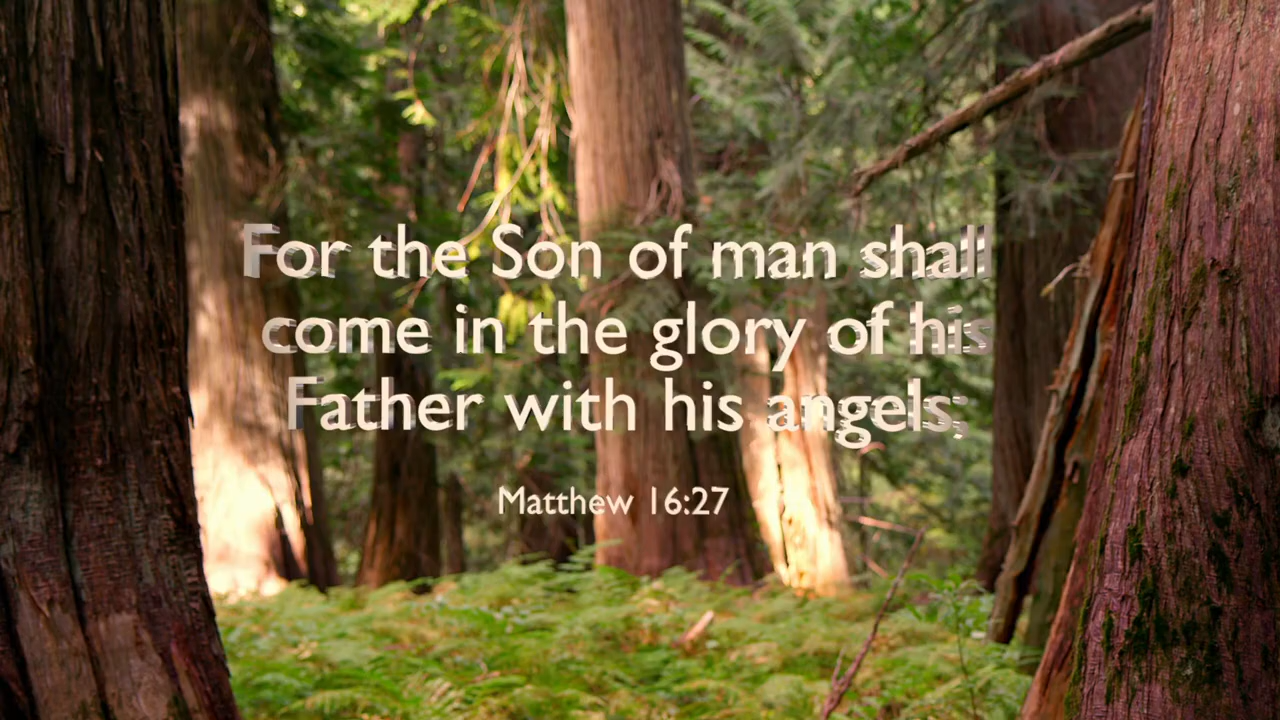 For the Son of man shall
come in the glory of his
Father with his angels;
Matthew 16:27